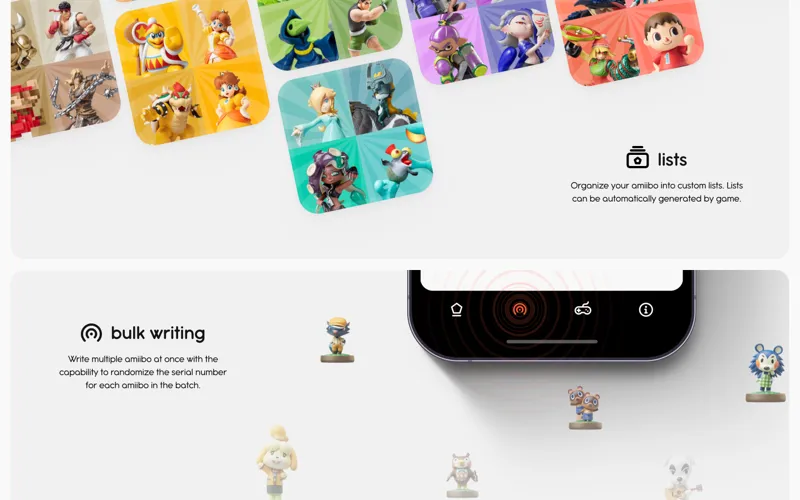 lists
Organize your amiibo into custom lists. Lists
can be automatically generated by game.
bulk writing
Write multiple amiibo at once with the
capability to randomize the serial number
for each amiibo in the batch.